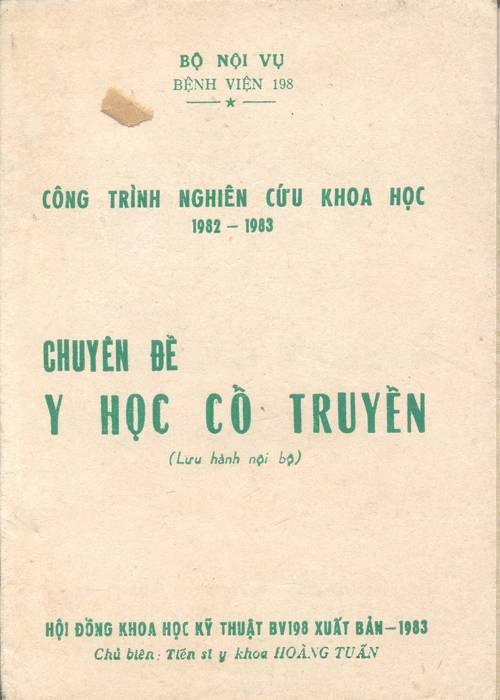 BỘ NỘI VỤ
BỆNH VIỆN 198
CÔNG TRÌNH NGHIÊN CỨU KHOA HỌC
1982 – 1983
CHUYÊN ĐỀ
Y HỌC CỔ TRUYỀN
(Lưu hành nội bộ)
HỘI ĐỒNG KHOA HỌC KỸ THUẬT BV198 XUẤT BẢN – 1983
Chủ biên: Tiến sĩ y khoa HOÀNG TUẤN